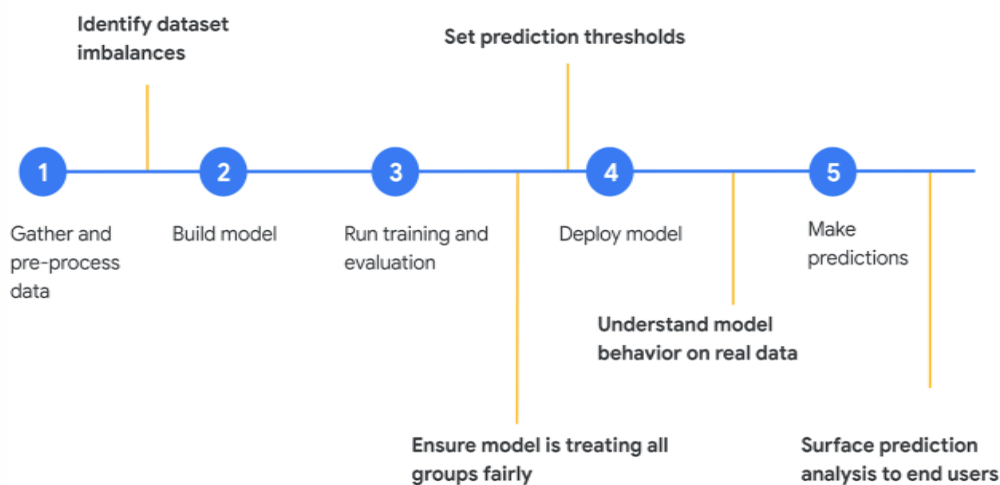 Identify dataset
imbalances
Set prediction thresholds
1
2
3
4
5
Gather and
pre-process
data
Build model
Run training and
evaluation
Deploy model
Make
predictions
Understand model
behavior on real data
Ensure model is treating all
groups fairly
Surface prediction
analysis to end users